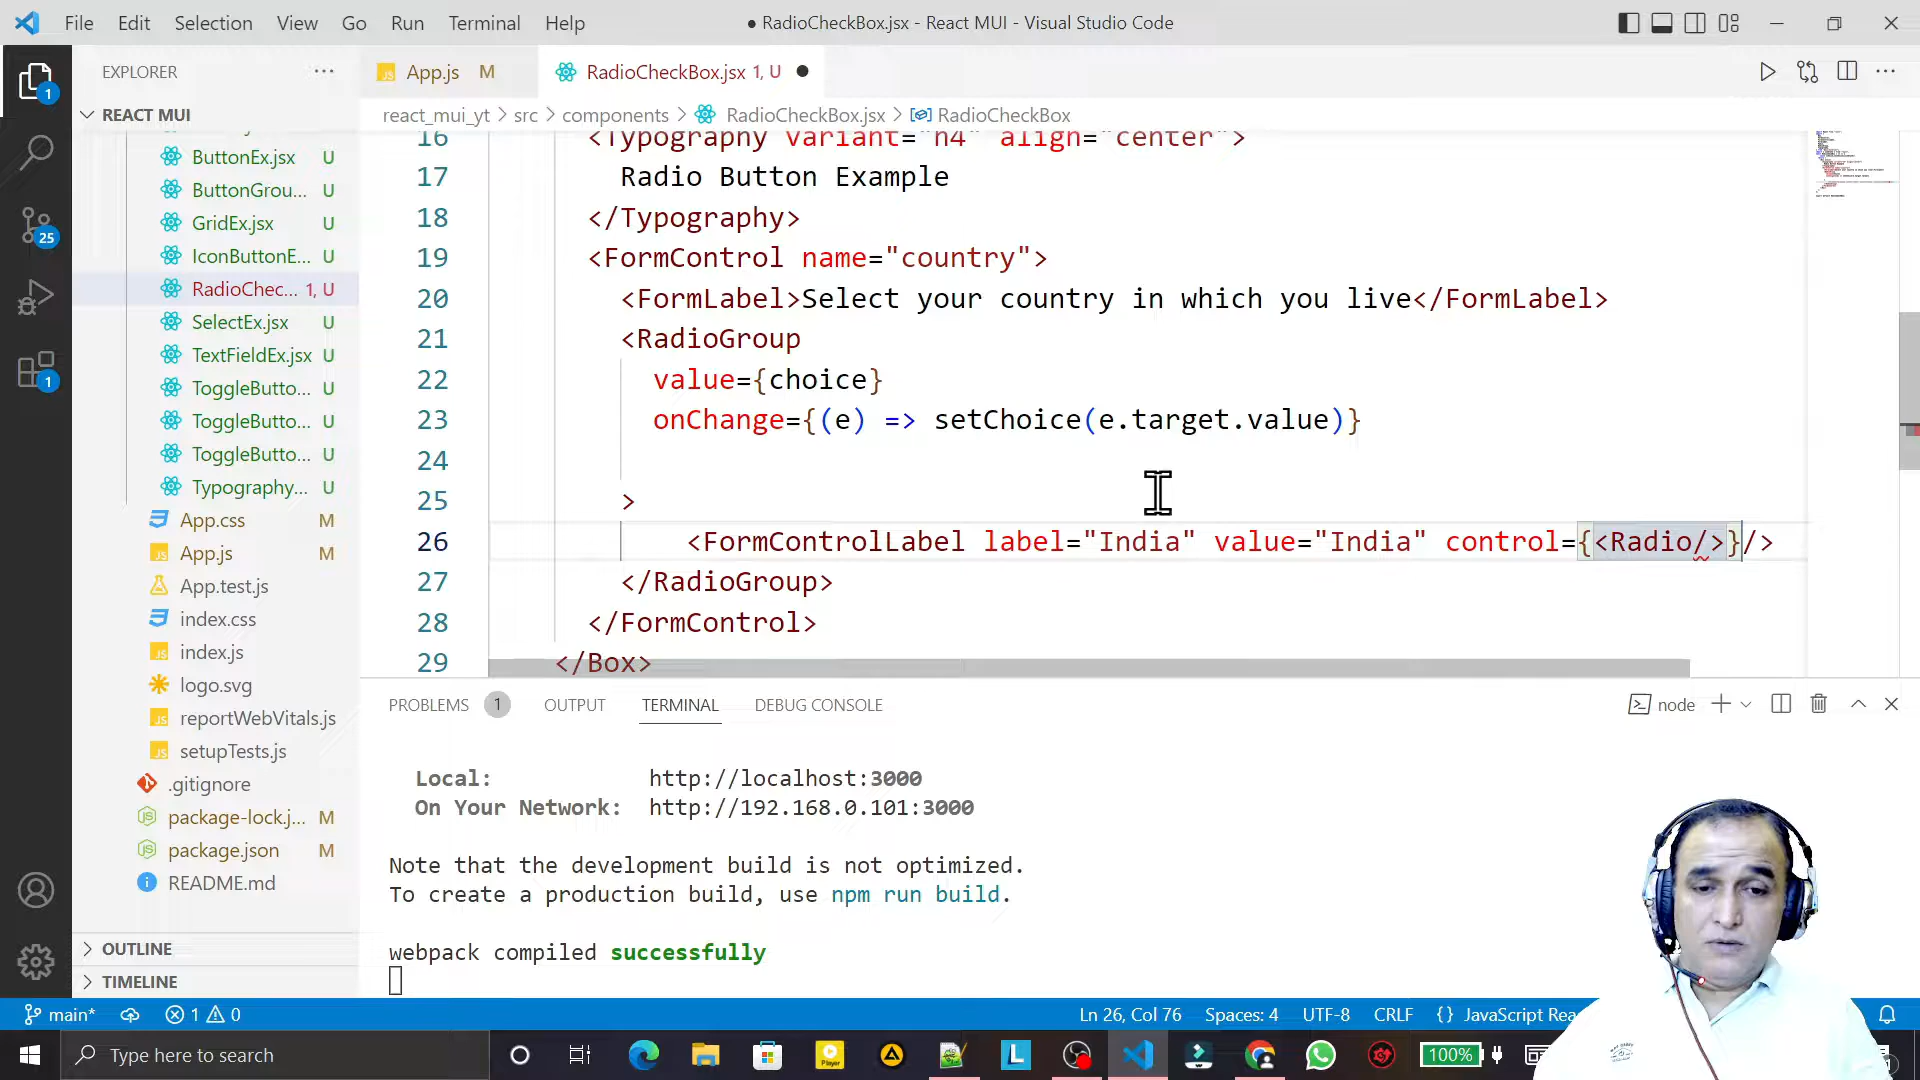 File Edit Selection View Go Run Terminal Help
● RadioCheckBox.jsx - React MUI - Visual Studio Code
EXPLORER ...
JS App.js M
RadioCheckBox.jsx 1, U ●
REACT MUI
react_mui_yt > src > components > RadioCheckBox.jsx > RadioCheckBox
ButtonEx.jsx U
ButtonGrou... U
GridEx.jsx U
IconButtonE... U
RadioChec... 1, U
SelectEx.jsx U
TextFieldEx.jsx U
ToggleButto... U
ToggleButto... U
ToggleButto... U
Typography... U
App.css M
JS App.js M
App.test.js
index.css
JS index.js
logo.svg
JS reportWebVitals.js
JS setupTests.js
.gitignore
package-lock.j... M
package.json M
README.md
OUTLINE
TIMELINE
1
25
1
16 <Typography variant="h4" align="center">
17 Radio Button Example
18 </Typography>
19 <FormControl name="country">
20 <FormLabel>Select your country in which you live</FormLabel>
21 <RadioGroup
22 value={choice}
23 onChange={(e) => setChoice(e.target.value)}
24
25 >
26 <FormControlLabel label="India" value="India" control={<Radio/>}/>
27 </RadioGroup>
28 </FormControl>
29 </Box>
PROBLEMS 1 OUTPUT TERMINAL DEBUG CONSOLE
node
Local: http://localhost:3000
On Your Network: http://192.168.0.101:3000
Note that the development build is not optimized.
To create a production build, use npm run build.
webpack compiled successfully
main* 1 0
Ln 26, Col 76 Spaces: 4 UTF-8 CRLF {} JavaScript Rea
Type here to search
Player
L
100%